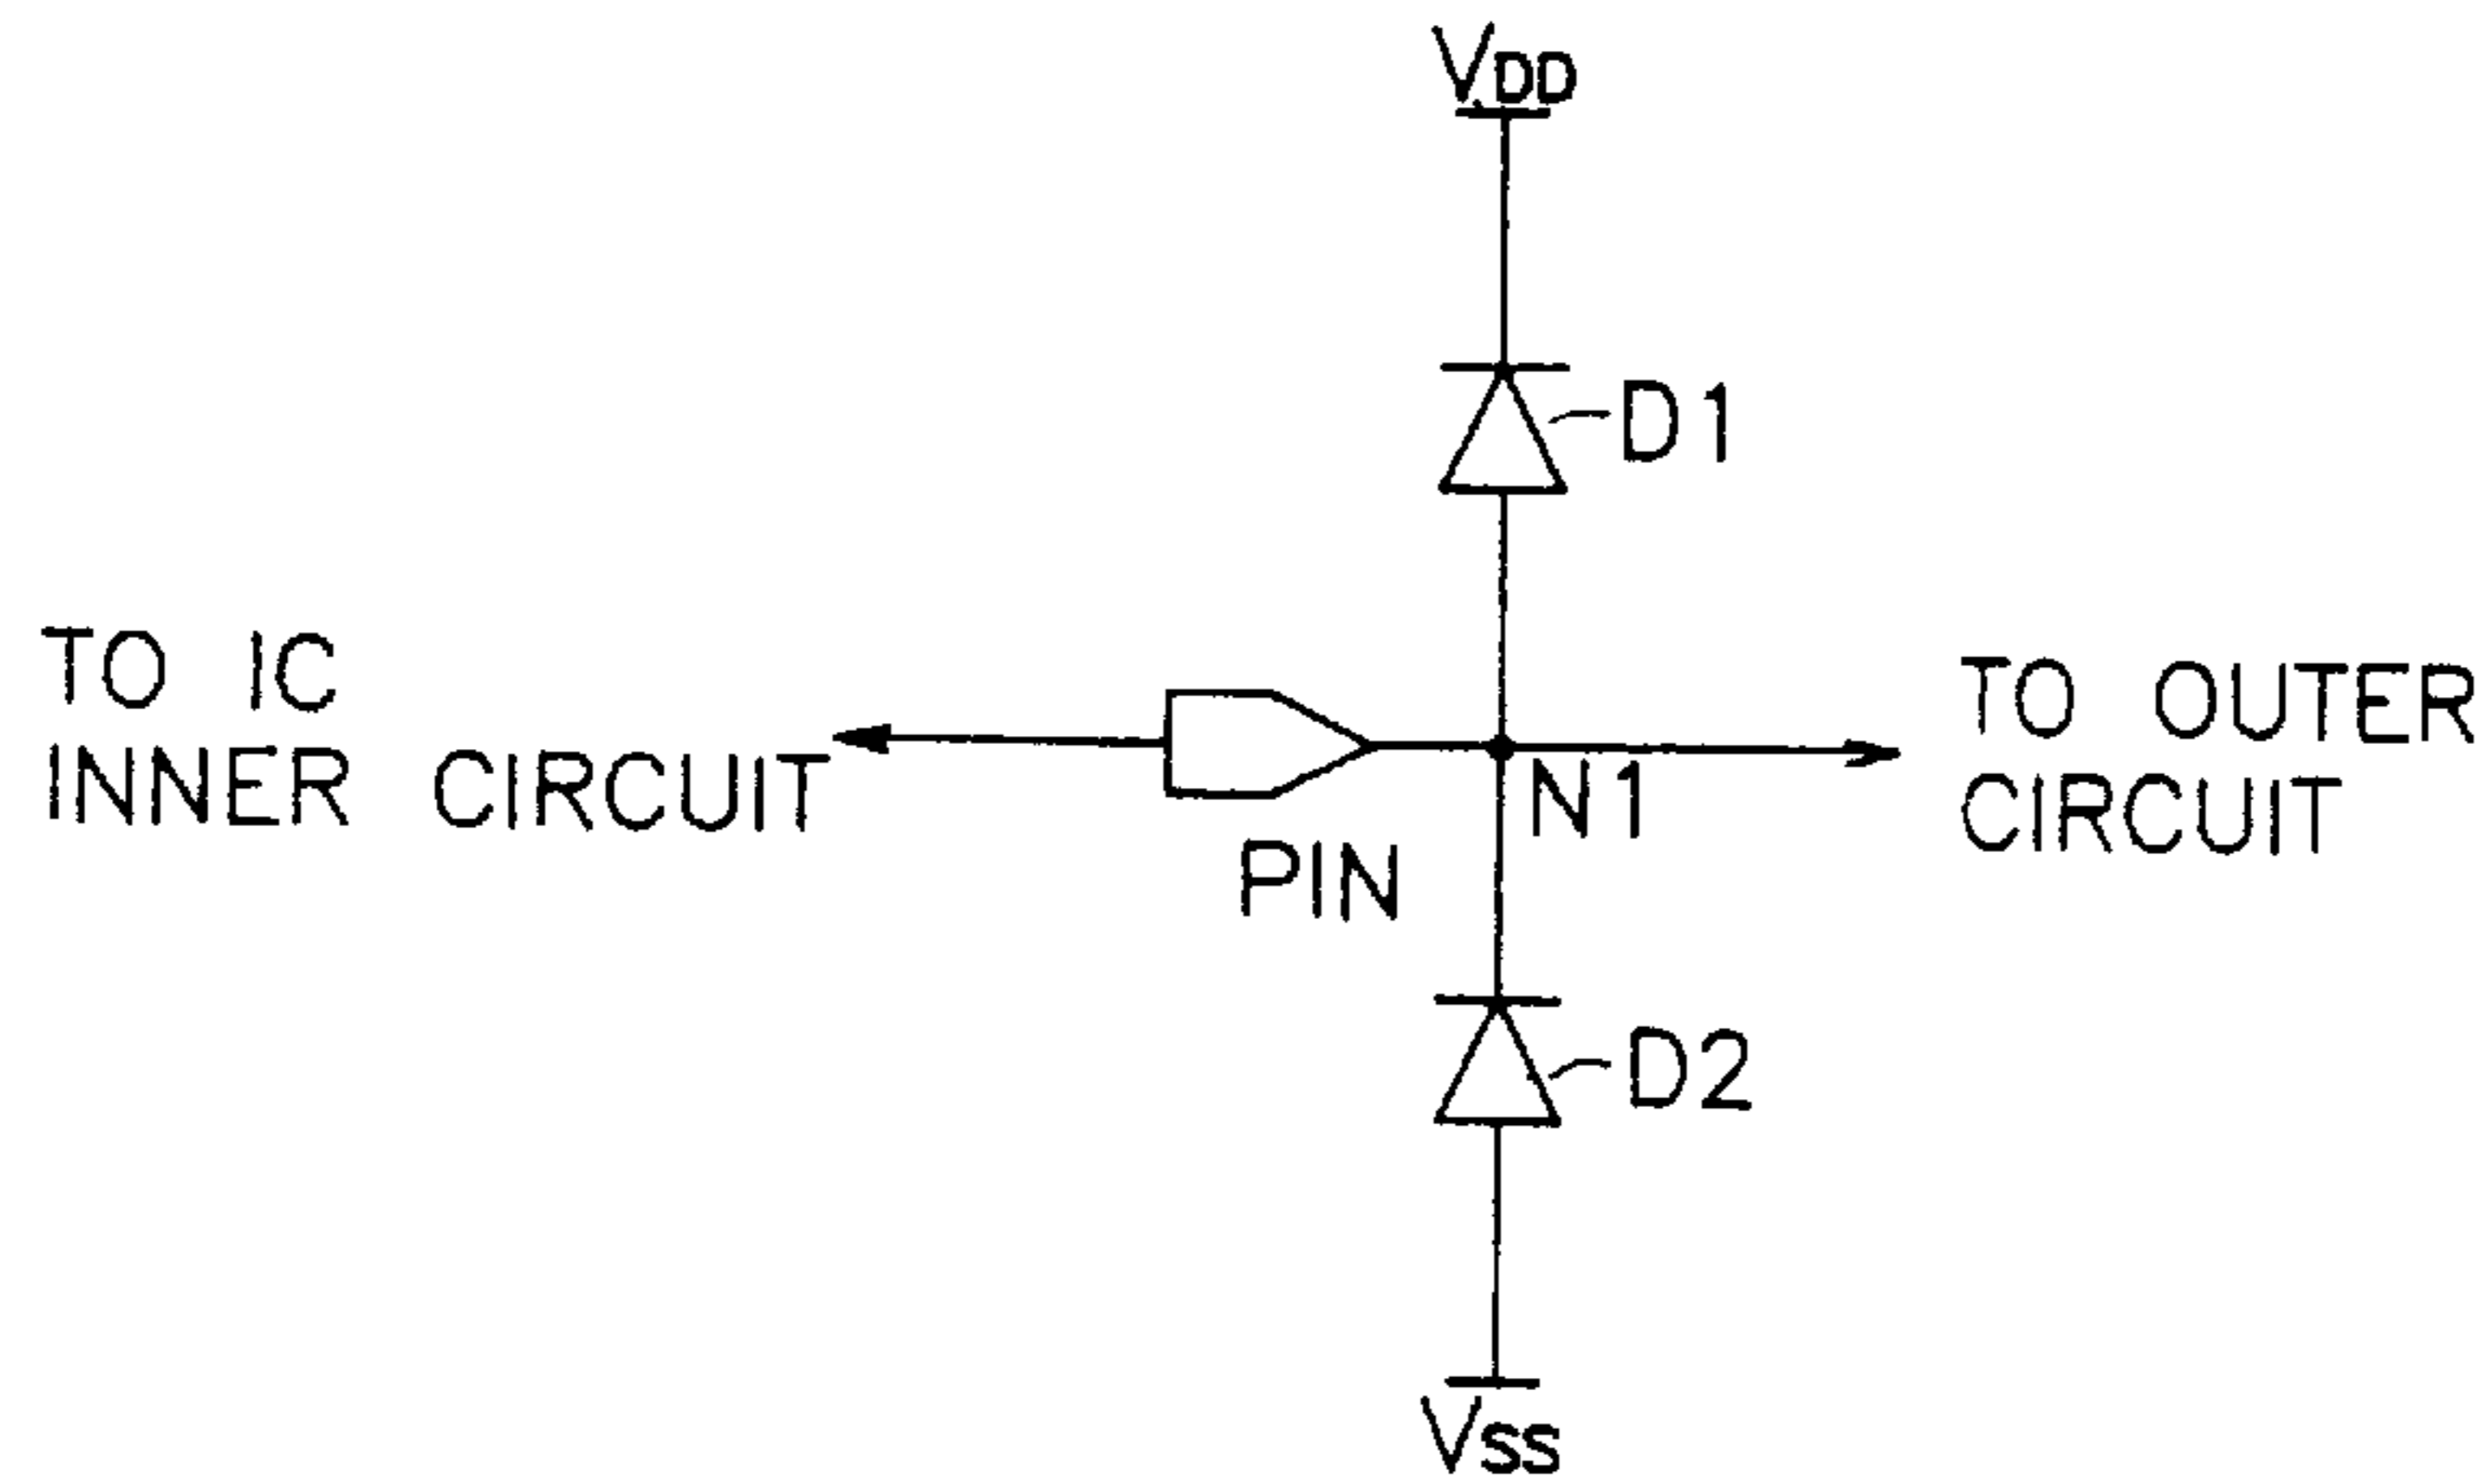 VDD
D1
TO IC
INNER CIRCUIT
TO OUTER
CIRCUIT
N1
PIN
D2
VSS